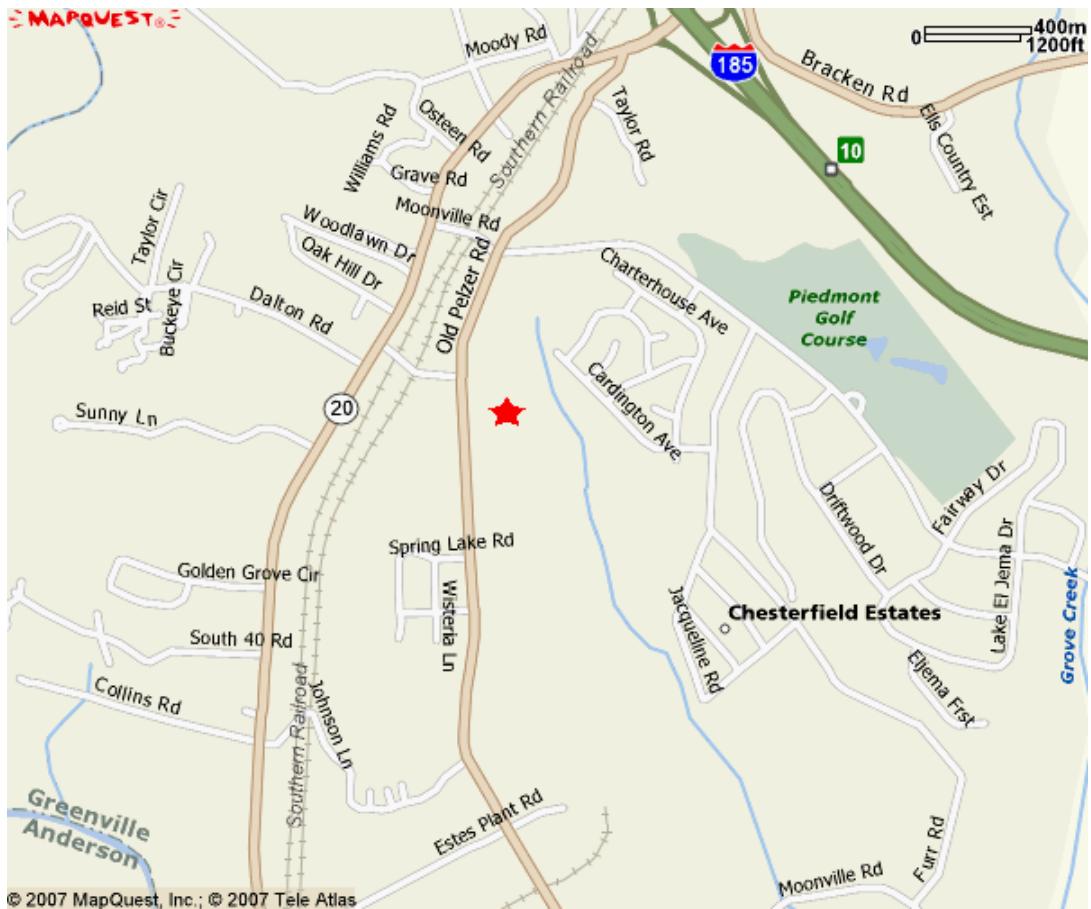 MAPQUEST®
0 400m
1200ft
Moody Rd
185
Bracken Rd
Southern Railroad
Osteen Rd
Williams Rd
Taylor Rd
Ells Country Est
10
Grave Rd
Moonville Rd
Taylor Cir
Woodlawn Dr
Oak Hill Dr
Old Pelzer Rd
Charterhouse Ave
Piedmont
Golf
Course
Reid St
Buckeye Cir
Dalton Rd
Cardington Ave
20
Sunny Ln
Fairway Dr
Driftwood Dr
Lake El Jema Dr
Spring Lake Rd
Golden Grove Cir
Wisteria Ln
Jacqueline Rd
Chesterfield Estates
Grove Creek
South 40 Rd
Eljema Frst
Collins Rd
Southern Railroad
Johnson Ln
Greenville
Anderson
Estes Plant Rd
Furr Rd
Moonville Rd
© 2007 MapQuest, Inc.; © 2007 Tele Atlas